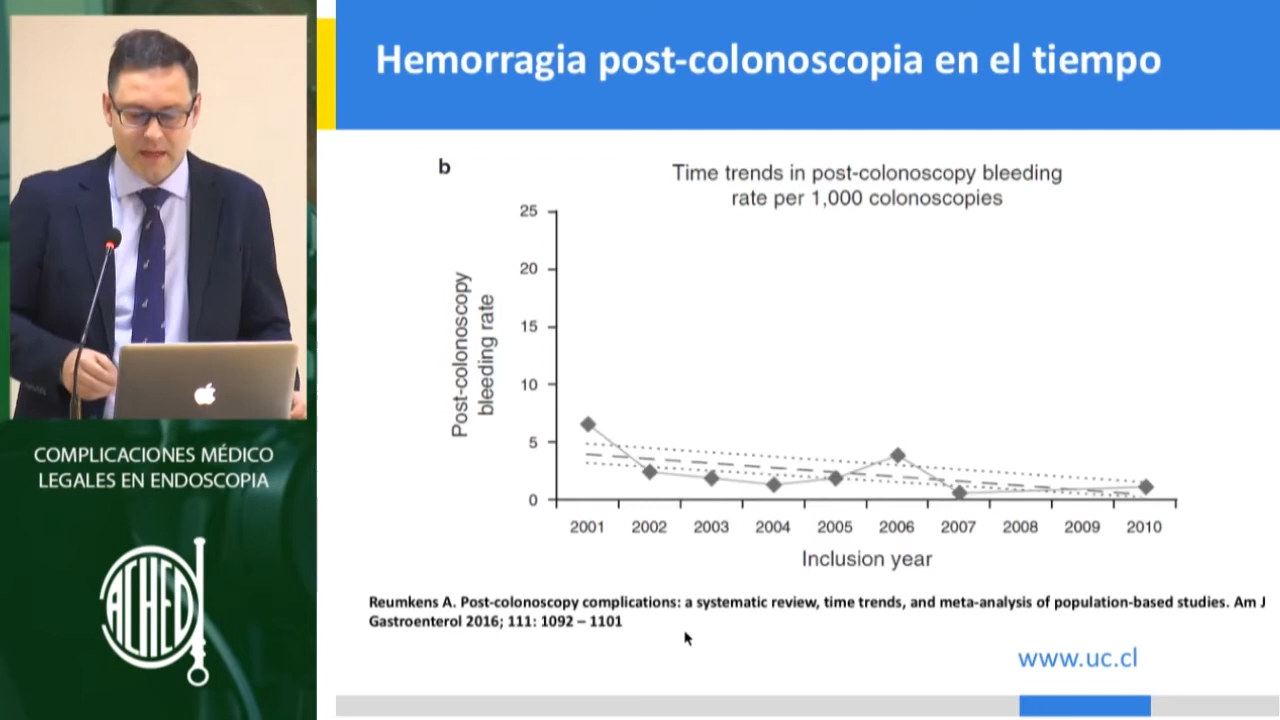 Hemorragia post-colonoscopia en el tiempo
b
Time trends in post-colonoscopy bleeding
rate per 1,000 colonoscopies
25
20
15
10
5
0
Post-colonoscopy
bleeding rate
2001 2002 2003 2004 2005 2006 2007 2008 2009 2010
Inclusion year
Reumkens A. Post-colonoscopy complications: a systematic review, time trends, and meta-analysis of population-based studies. Am J
Gastroenterol 2016; 111: 1092 – 1101
www.uc.cl
COMPLICACIONES MÉDICO
LEGALES EN ENDOSCOPIA
ACHED